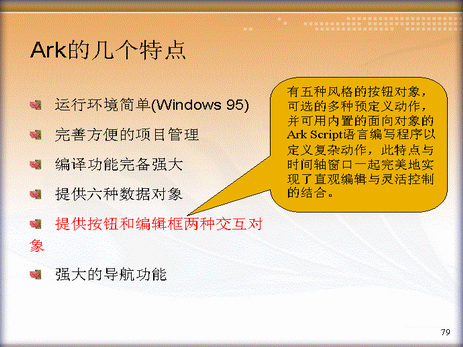 Ark的几个特点
运行环境简单(Windows 95)
完善方便的项目管理
编译功能完备强大
提供六种数据对象
提供按钮和编辑框两种交互对
象
强大的导航功能
有五种风格的按钮对象，
可选的多种预定义动作，
并可用内置的面向对象的
Ark Script语言编写程序以
定义复杂动作，此特点与
时间轴窗口一起完美地实
现了直观编辑与灵活控制
的结合。
79